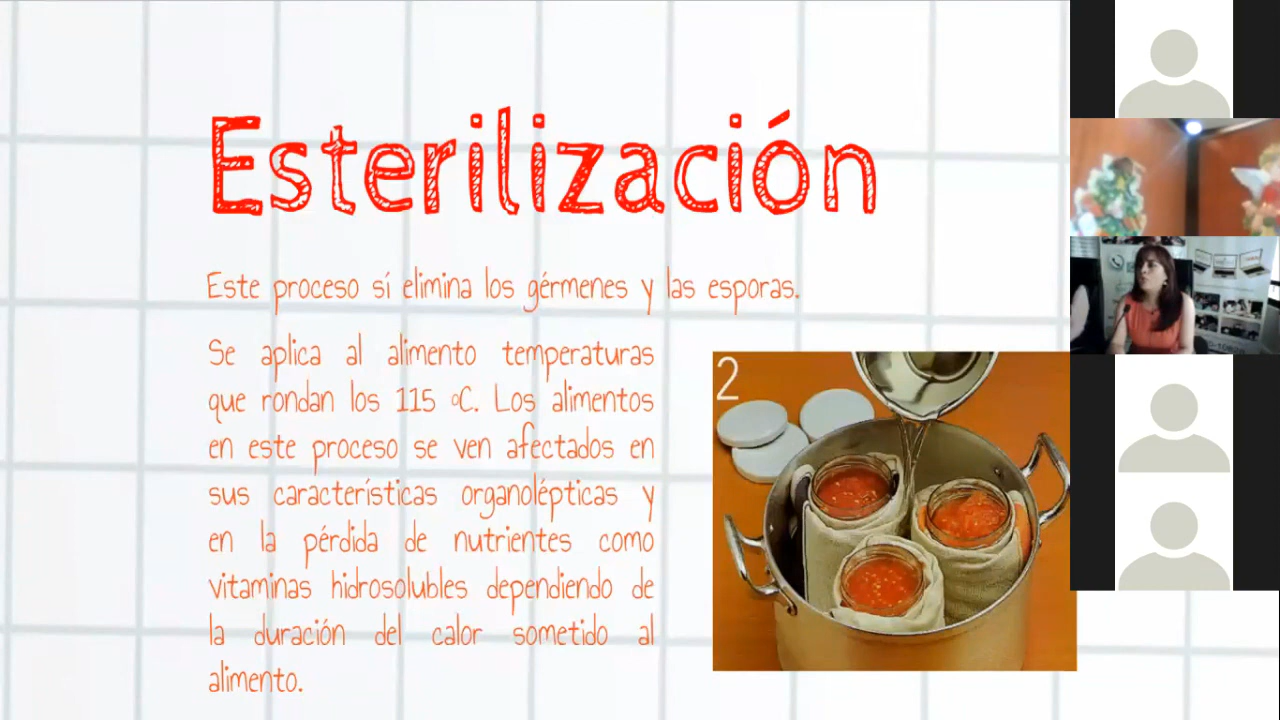 Esterilización
Este proceso sí elimina los gérmenes y las esporas.
Se aplica al alimento temperaturas
que rondan los 115 ºC. Los alimentos
en este proceso se ven afectados en
sus características organolépticas y
en la pérdida de nutrientes como
vitaminas hidrosolubles dependiendo de
la duración del calor sometido al
alimento.
2